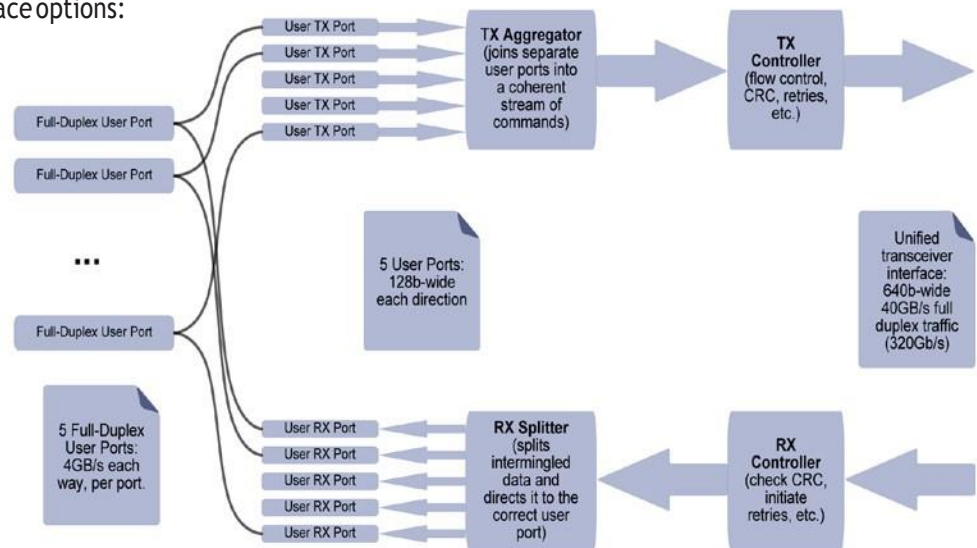 ace options:
User TX Port
User TX Port
User TX Port
User TX Port
User TX Port
TX Aggregator
(joins separate
user ports into
a coherent
stream of
commands)
TX
Controller
(flow control,
CRC, retries,
etc.)
Full-Duplex User Port
Full-Duplex User Port
...
Full-Duplex User Port
5 User Ports:
128b-wide
each direction
Unified
transceiver
interface:
640b-wide
40GB/s full
duplex traffic
(320Gb/s)
5 Full-Duplex
User Ports:
4GB/s each
way, per port.
User RX Port
User RX Port
User RX Port
User RX Port
User RX Port
RX Splitter
(splits
intermingled
data and
directs it to the
correct user
port)
RX
Controller
(check CRC,
initiate
retries, etc.)